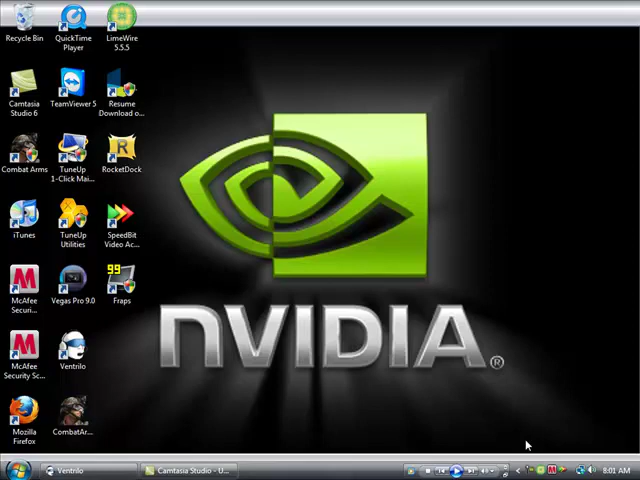 Recycle Bin
QuickTime
Player
LimeWire
5.5.5
Camtasia
Studio 6
TeamViewer 5
Resume
Download o...
Combat Arms
TuneUp
1-Click Mai...
RocketDock
iTunes
TuneUp
Utilities
SpeedBit
Video Ac...
McAfee
Securi...
Vegas Pro 9.0
99
Fraps
McAfee
Security Sc...
Ventrilo
Mozilla
Firefox
CombatAr...
NVIDIA®
Ventrilo
Camtasia Studio - U...
8:01 AM